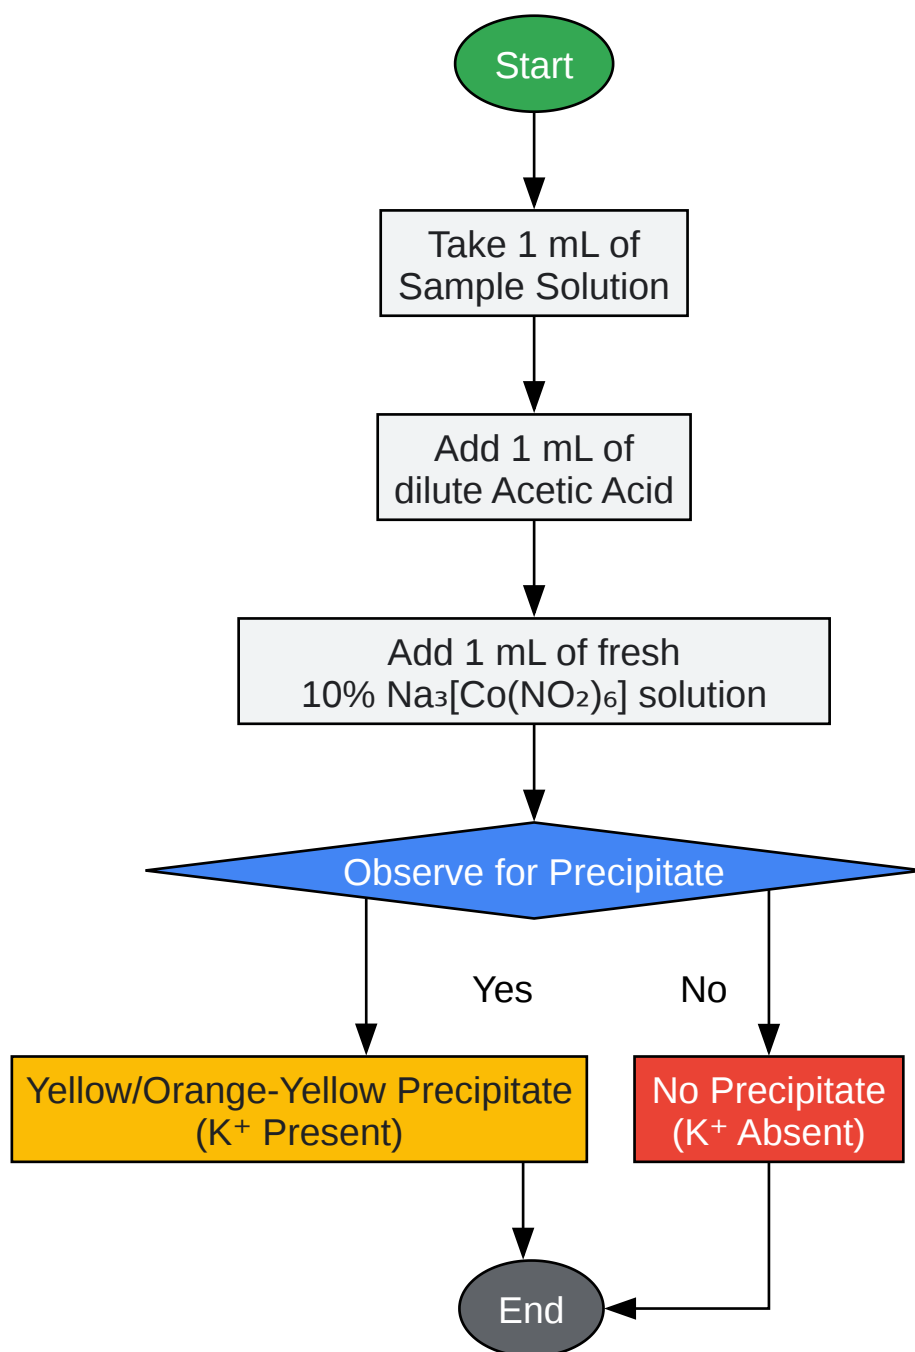 Start
Take 1 mL of
Sample Solution
Add 1 mL of
dilute Acetic Acid
Add 1 mL of fresh
10% Na₃[Co(NO₂)₆] solution
Observe for Precipitate
Yes
No
Yellow/Orange-Yellow Precipitate
(K⁺ Present)
No Precipitate
(K⁺ Absent)
End